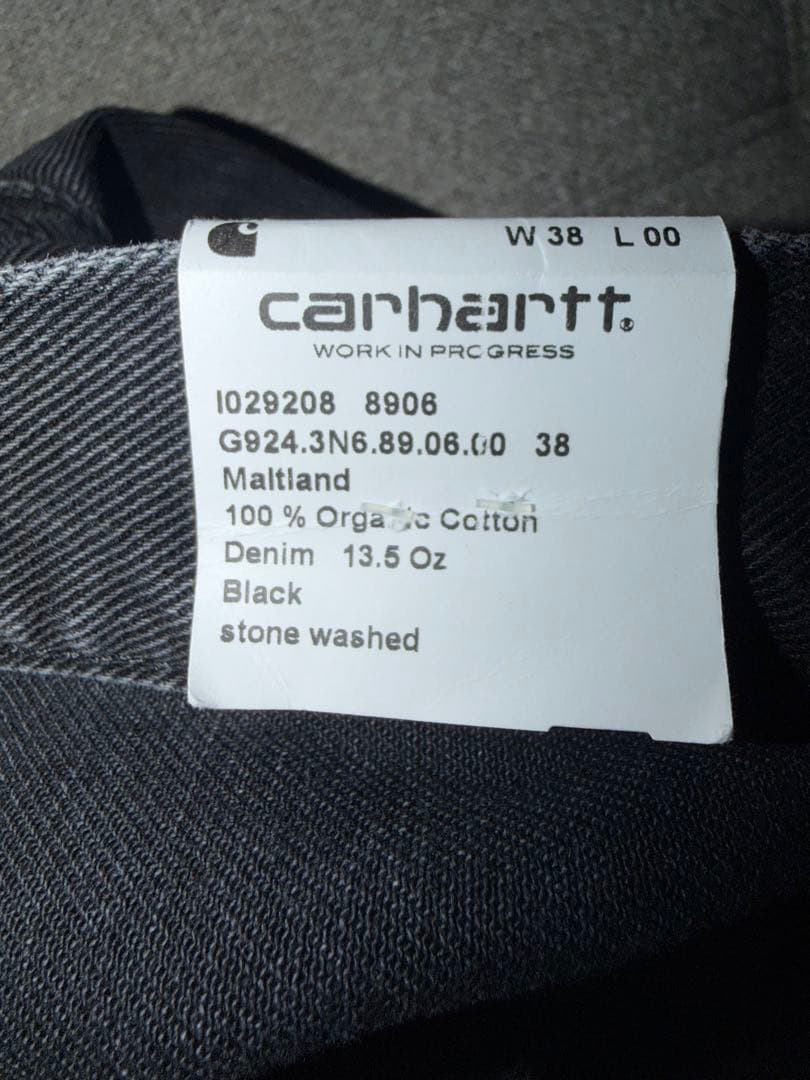 W 38 L 00
carhartt®
WORK IN PROGRESS
I029208 8906
G924.3N6.89.06.00 38
Maitland
100 % Organic Cotton
Denim 13.5 Oz
Black
stone washed